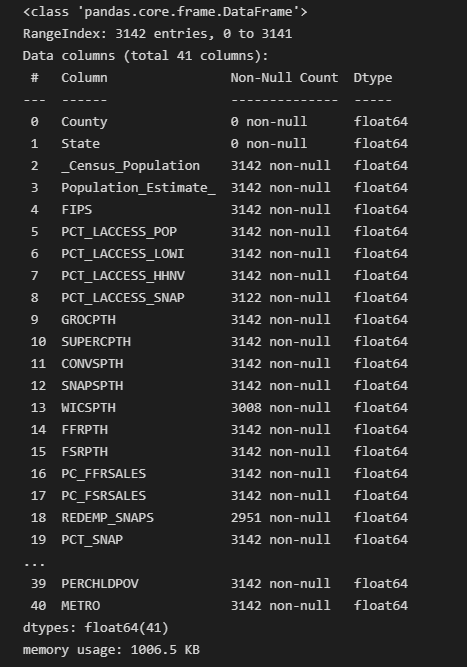 <class 'pandas.core.frame.DataFrame'>
RangeIndex: 3142 entries, 0 to 3141
Data columns (total 41 columns):
 #   Column                Non-Null Count  Dtype
---  ------                --------------  -----
 0   County                0 non-null      float64
 1   State                 0 non-null      float64
 2   _Census_Population    3142 non-null   float64
 3   Population_Estimate_  3142 non-null   float64
 4   FIPS                  3142 non-null   float64
 5   PCT_LACCESS_POP       3142 non-null   float64
 6   PCT_LACCESS_LOWI      3142 non-null   float64
 7   PCT_LACCESS_HHNV      3142 non-null   float64
 8   PCT_LACCESS_SNAP      3122 non-null   float64
 9   GROCPTH               3142 non-null   float64
 10  SUPERCPTH             3142 non-null   float64
 11  CONVSPTH              3142 non-null   float64
 12  SNAPSPTH              3142 non-null   float64
 13  WICSPTH               3008 non-null   float64
 14  FFRPTH                3142 non-null   float64
 15  FSRPTH                3142 non-null   float64
 16  PC_FFRSALES           3142 non-null   float64
 17  PC_FSRSALES           3142 non-null   float64
 18  REDEMP_SNAPS          2951 non-null   float64
 19  PCT_SNAP              3142 non-null   float64
...
 39  PERCHLDPOV            3142 non-null   float64
 40  METRO                 3142 non-null   float64
dtypes: float64(41)
memory usage: 1006.5 KB